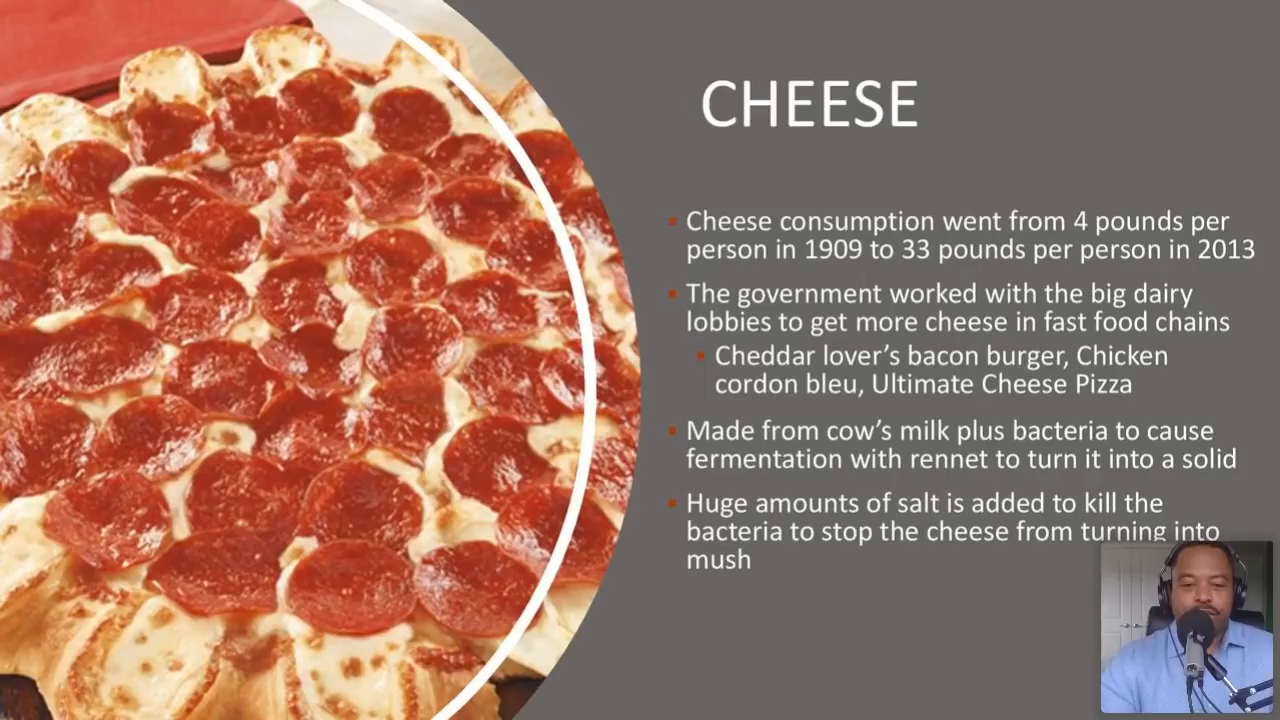 CHEESE
Cheese consumption went from 4 pounds per
person in 1909 to 33 pounds per person in 2013
The government worked with the big dairy
lobbies to get more cheese in fast food chains
Cheddar lover’s bacon burger, Chicken
cordon bleu, Ultimate Cheese Pizza
Made from cow’s milk plus bacteria to cause
fermentation with rennet to turn it into a solid
Huge amounts of salt is added to kill the
bacteria to stop the cheese from turning into
mush